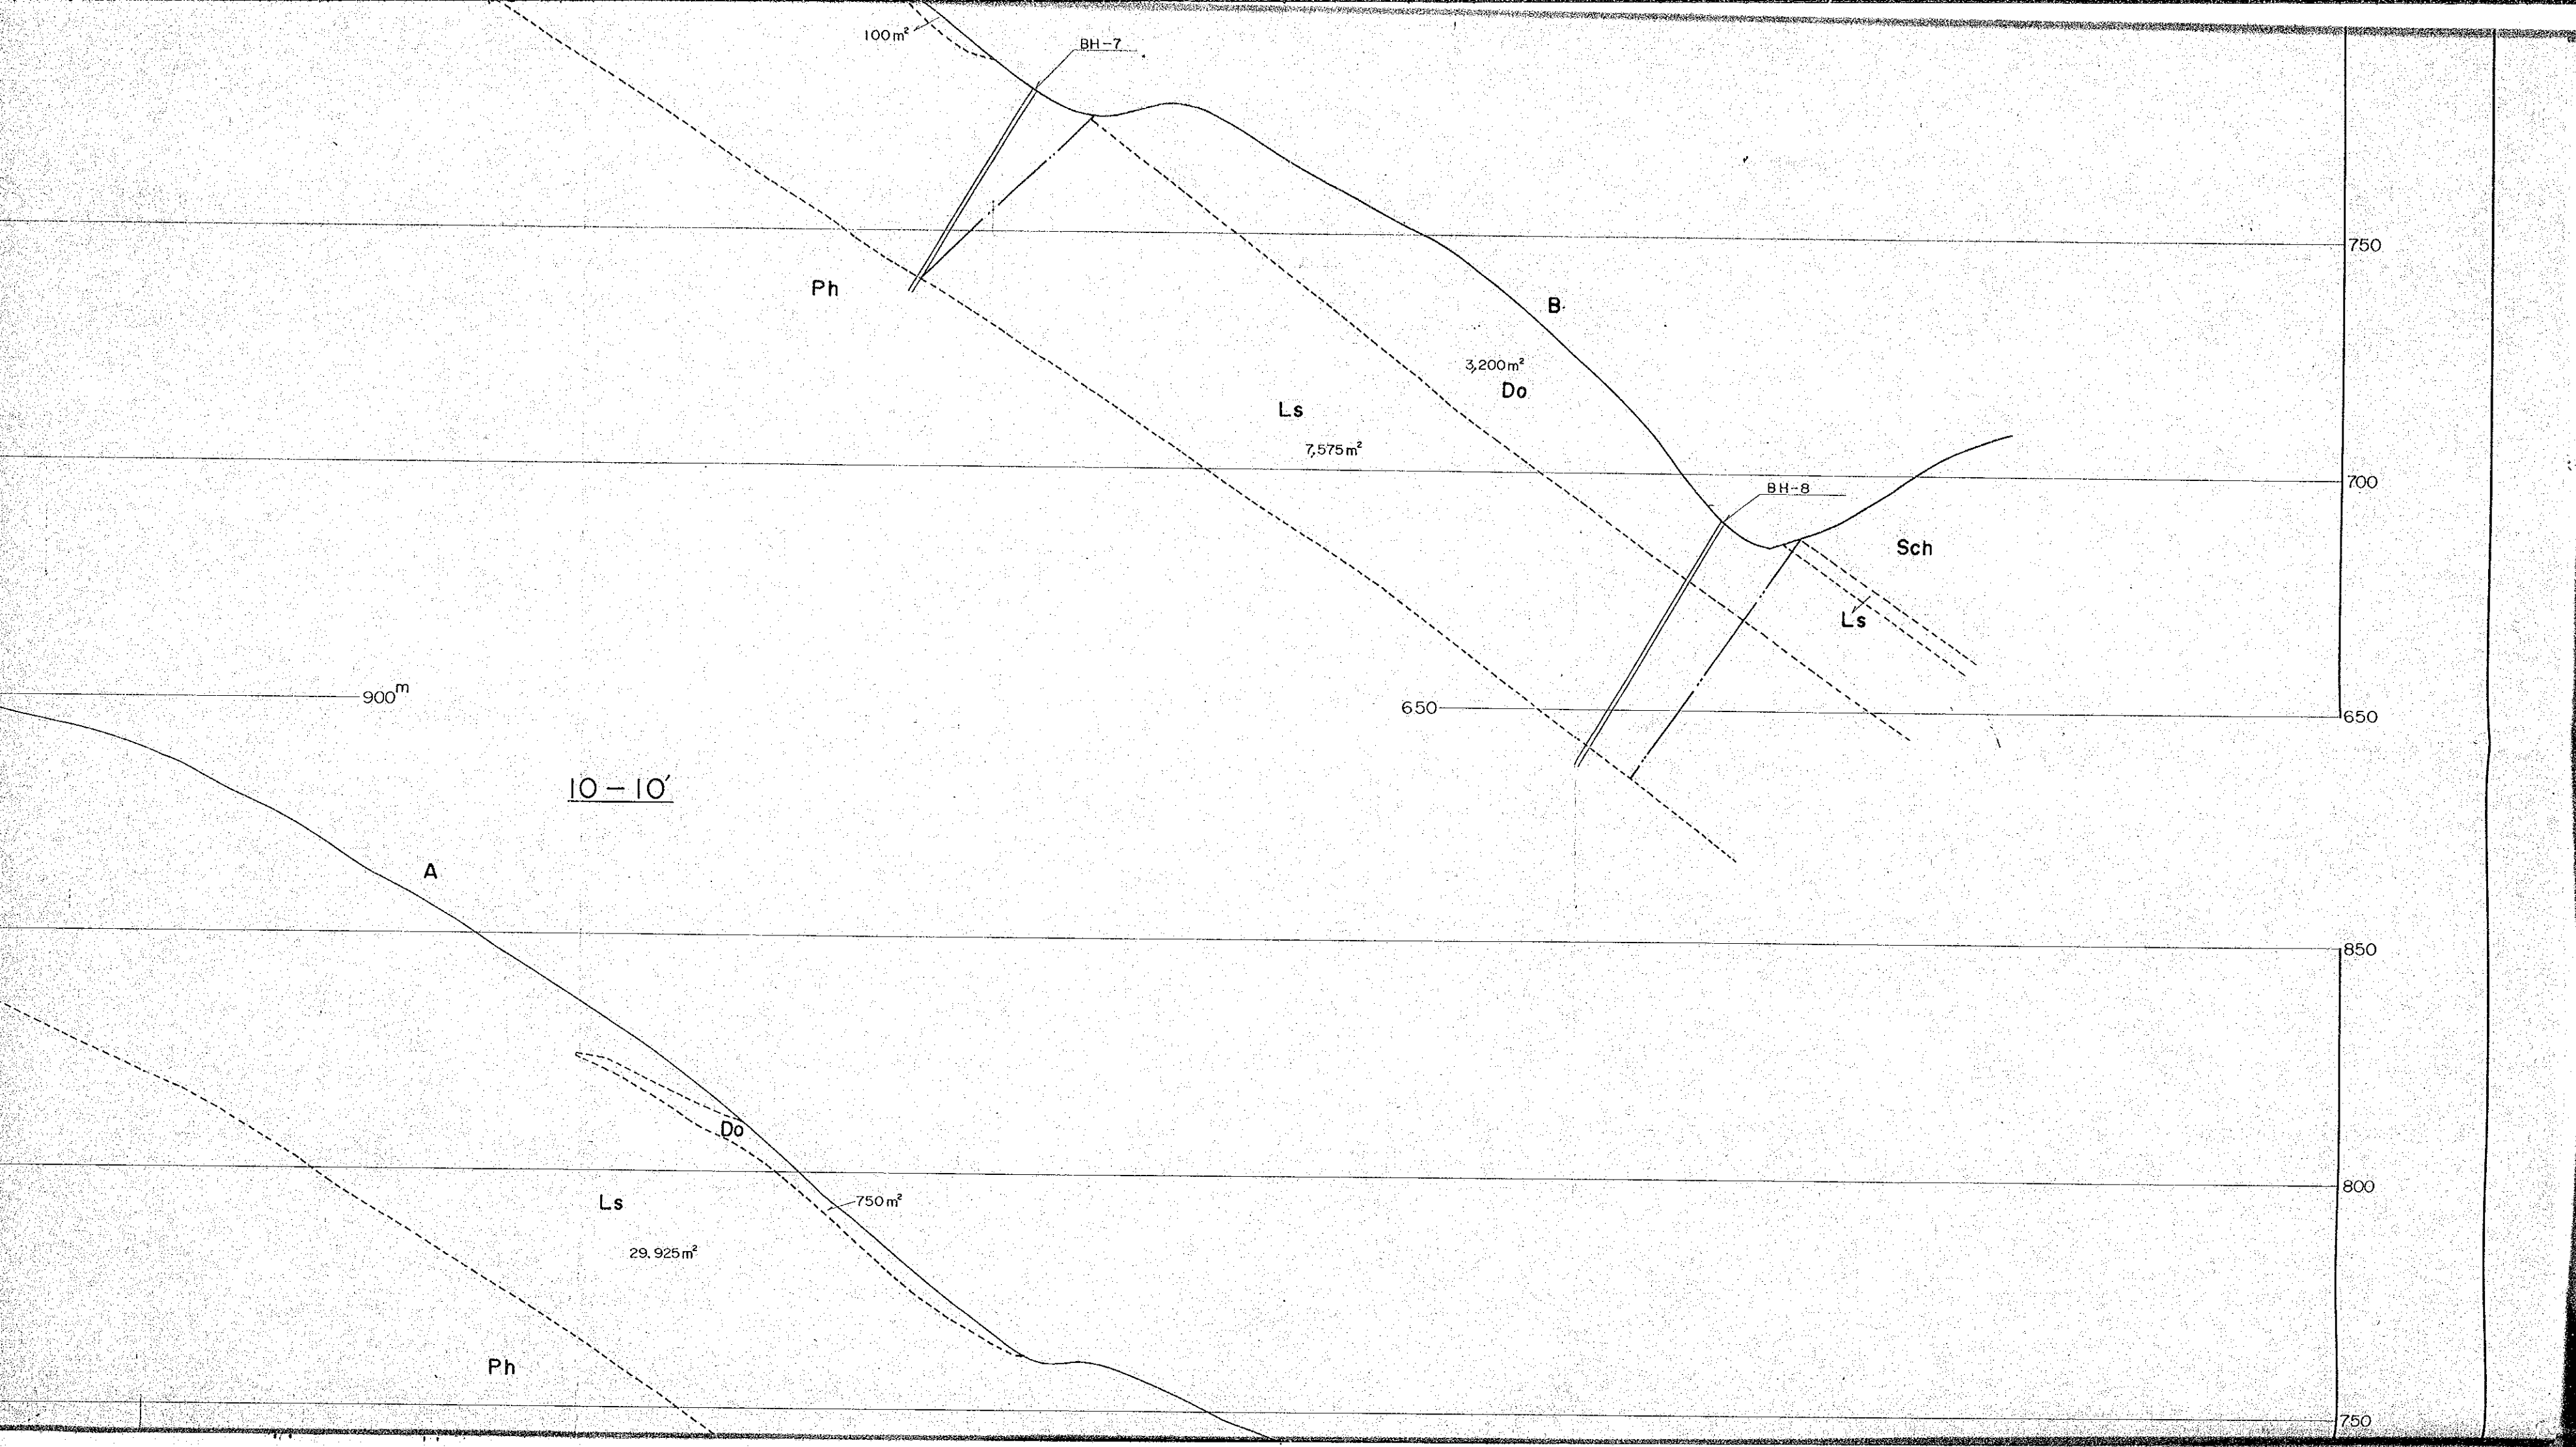 100m²
BH-7
750
Ph
B
3,200m²
Do
Ls
7,575m²
700
BH-8
Sch
Ls
650
650
900m
10-10′
A
850
Do
Ls
750m²
800
29.925m²
Ph
750